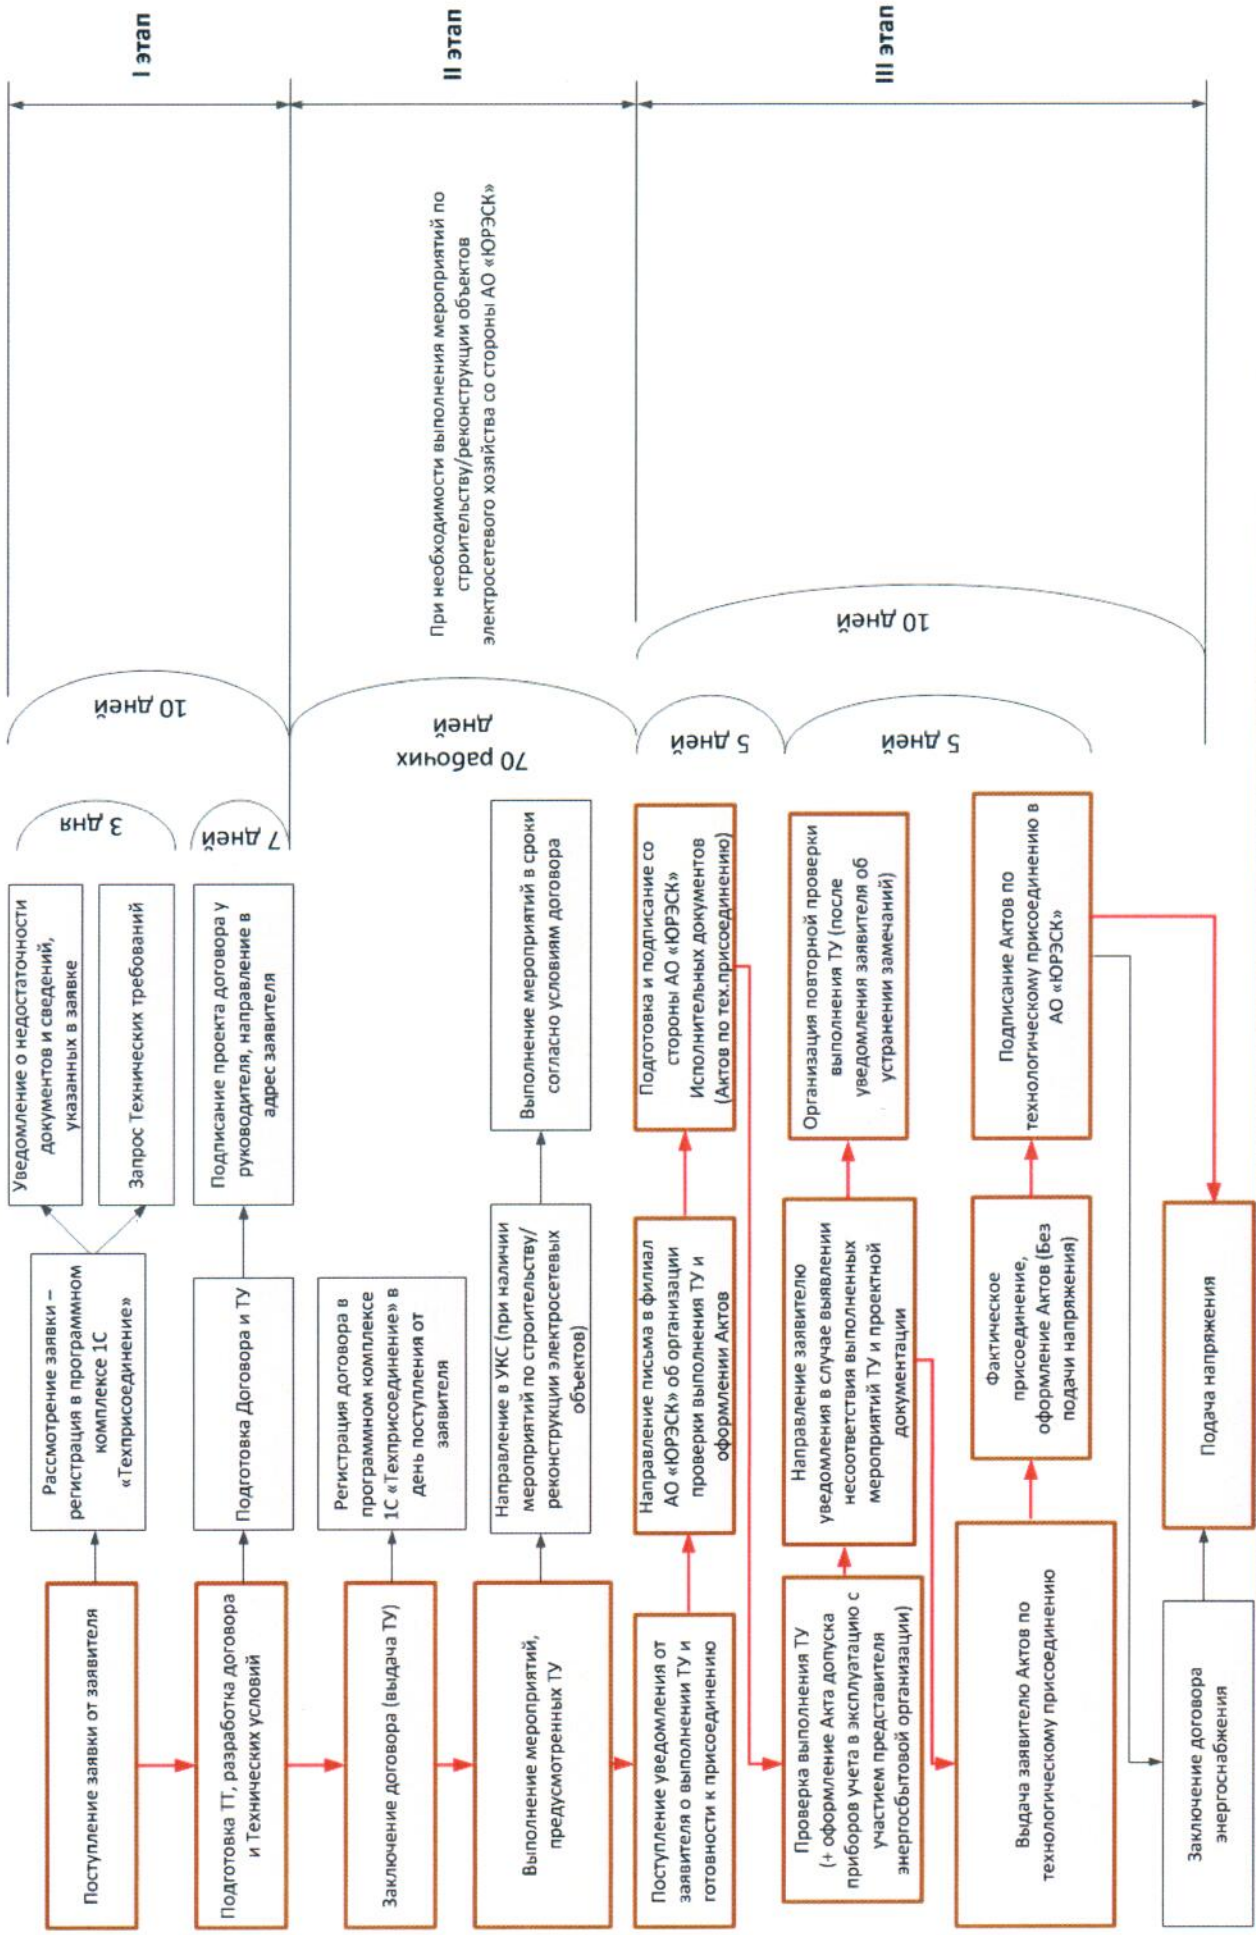 Поступление заявки от заявителя
Рассмотрение заявки –
регистрация в программном
комплексе 1С
«Техприсоединение»
Уведомление о недостаточности
документов и сведений,
указанных в заявке
Запрос Технических требований
3 дня
10 дней
I этап
Подготовка ТТ, разработка договора
и Технических условий
Подготовка Договора и ТУ
Подписание проекта договора у
руководителя, направление в
адрес заявителя
7 дней
Заключение договора (выдача ТУ)
Регистрация договора в
программном комплексе
1С «Техприсоединение» в
день поступления от
заявителя
70 рабочих
дней
При необходимости выполнения мероприятий по
строительству/реконструкции объектов
электросетевого хозяйства со стороны АО «ЮРЭСК»
II этап
Выполнение мероприятий,
предусмотренных ТУ
Направление в УКС (при наличии
мероприятий по строительству/
реконструкции электросетевых
объектов)
Выполнение мероприятий в сроки
согласно условиям договора
Поступление уведомления от
заявителя о выполнении ТУ и
готовности к присоединению
Направление письма в филиал
АО «ЮРЭСК» об организации
проверки выполнения ТУ и
оформлении Актов
Подготовка и подписание со
стороны АО «ЮРЭСК»
Исполнительных документов
(Актов по тех.присоединению)
5 дней
10 дней
III этап
Проверка выполнения ТУ
(+ оформление Акта допуска
приборов учета в эксплуатацию с
участием представителя
энергосбытовой организации)
Направление заявителю
уведомления в случае выявлении
несоответствия выполненных
мероприятий ТУ и проектной
документации
Организация повторной проверки
выполнения ТУ (после
уведомления заявителя об
устранении замечаний)
5 дней
Выдача заявителю Актов по
технологическому присоединению
Фактическое
присоединение,
оформление Актов (Без
подачи напряжения)
Подписание Актов по
технологическому присоединению в
АО «ЮРЭСК»
Заключение договора
энергоснабжения
Подача напряжения